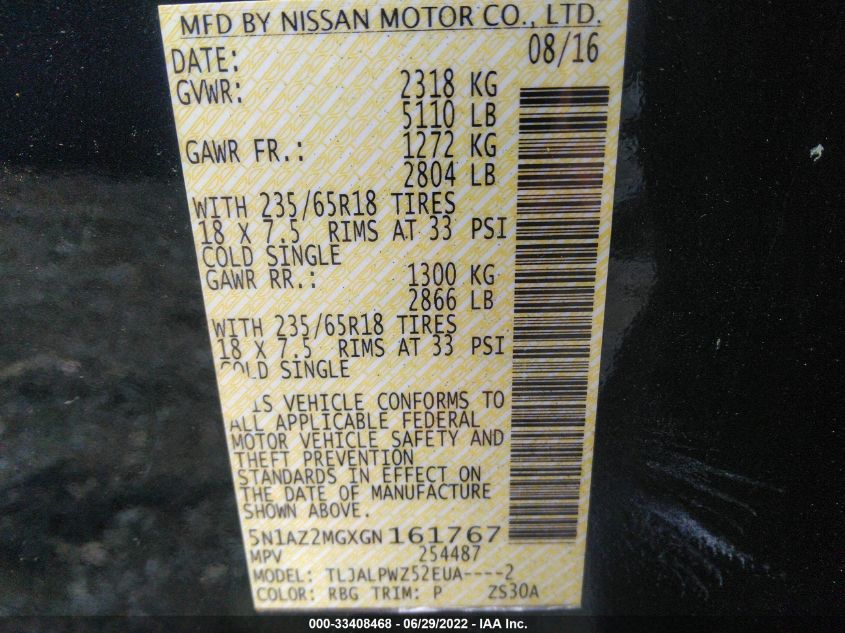 MFD BY NISSAN MOTOR CO., LTD.
DATE: 08/16
GVWR: 2318 KG
5110 LB
GAWR FR.: 1272 KG
2804 LB
WITH 235/65R18 TIRES
18 X 7.5 RIMS AT 33 PSI
COLD SINGLE
GAWR RR.: 1300 KG
2866 LB
WITH 235/65R18 TIRES
18 X 7.5 RIMS AT 33 PSI
COLD SINGLE
IS VEHICLE CONFORMS TO
ALL APPLICABLE FEDERAL
MOTOR VEHICLE SAFETY AND
THEFT PREVENTION
STANDARDS IN EFFECT ON
THE DATE OF MANUFACTURE
SHOWN ABOVE.
5N1AZ2MGXGN161767
MPV 254487
MODEL: TLJALPWZ52EUA----2
COLOR: RBG TRIM: P ZS30A
000-33408468 - 06/29/2022 - IAA Inc.